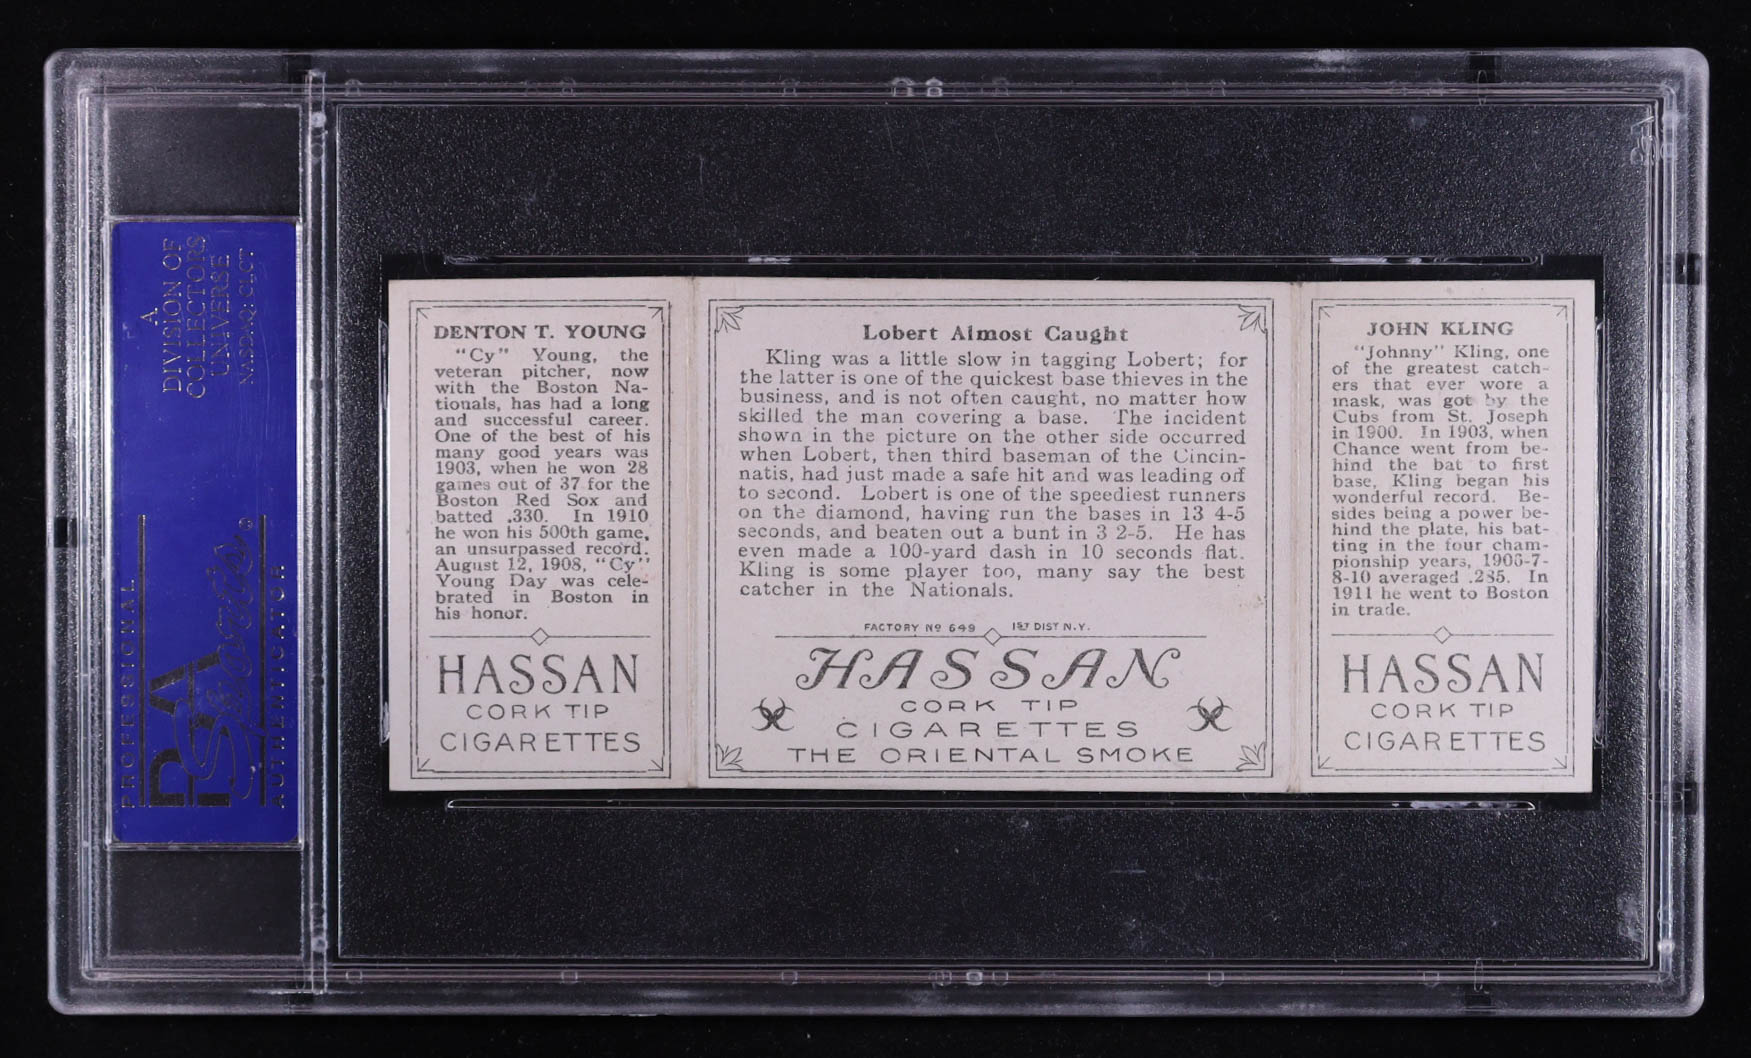 A
DIVISION OF
COLLECTORS
UNIVERSE
NASDAQ: CLCT
PROFESSIONAL
PSA
Sports
AUTHENTICATOR
DENTON T. YOUNG
"Cy" Young, the
veteran pitcher, now
with the Boston Na-
tionals, has had a long
and successful career.
One of the best of his
many good years was
1903, when he won 28
games out of 37 for the
Boston Red Sox and
batted .330. In 1910
he won his 500th game,
an unsurpassed record.
August 12, 1908, "Cy"
Young Day was cele-
brated in Boston in
his honor.
HASSAN
CORK TIP
CIGARETTES
Lobert Almost Caught
Kling was a little slow in tagging Lobert; for
the latter is one of the quickest base thieves in the
business, and is not often caught, no matter how
skilled the man covering a base. The incident
shown in the picture on the other side occurred
when Lobert, then third baseman of the Cincin-
natis, had just made a safe hit and was leading off
to second. Lobert is one of the speediest runners
on the diamond, having run the bases in 13 4-5
seconds, and beaten out a bunt in 3 2-5. He has
even made a 100-yard dash in 10 seconds flat.
Kling is some player too, many say the best
catcher in the Nationals.
FACTORY No 649 1ST DIST N.Y.
HASSAN
CORK TIP
CIGARETTES
THE ORIENTAL SMOKE
JOHN KLING
"Johnny" Kling, one
of the greatest catch-
ers that ever wore a
mask, was got by the
Cubs from St. Joseph
in 1900. In 1903, when
Chance went from be-
hind the bat to first
base, Kling began his
wonderful record. Be-
sides being a power be-
hind the plate, his bat-
ting in the four cham-
pionship years, 1906-7-
8-10 averaged .285. In
1911 he went to Boston
in trade.
HASSAN
CORK TIP
CIGARETTES